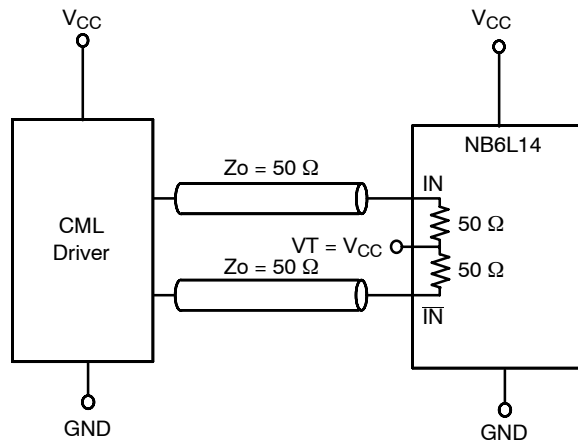 VCC
VCC
NB6L14
Zo = 50 Ω
IN
CML
Driver
50 Ω
VT = VCC
50 Ω
Zo = 50 Ω
IN
GND
GND